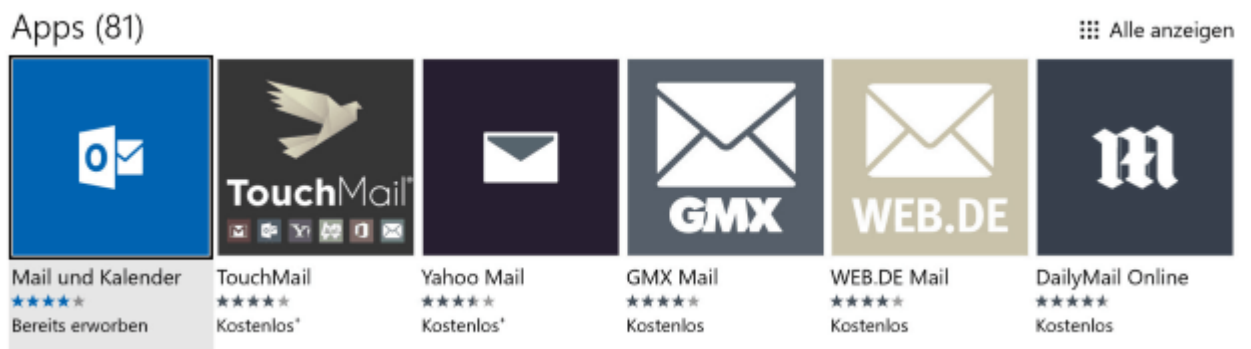 Apps (81)
Alle anzeigen
TouchMail
GMX
WEB.DE
Mail und Kalender
TouchMail
Yahoo Mail
GMX Mail
WEB.DE Mail
DailyMail Online
Bereits erworben
Kostenlos*
Kostenlos*
Kostenlos
Kostenlos
Kostenlos